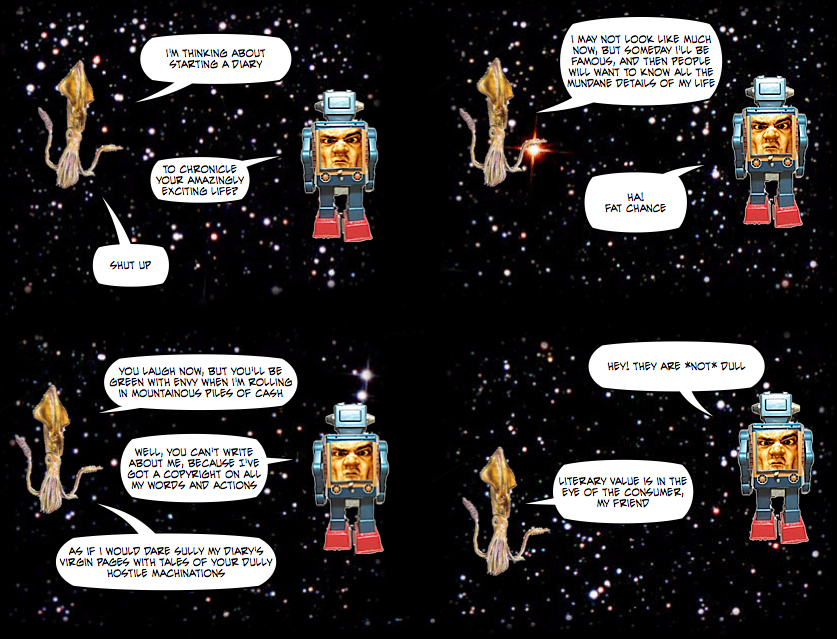 I'M THINKING ABOUT
STARTING A DIARY
TO CHRONICLE
YOUR AMAZINGLY
EXCITING LIFE?
SHUT UP
I MAY NOT LOOK LIKE MUCH
NOW, BUT SOMEDAY I'LL BE
FAMOUS, AND THEN PEOPLE
WILL WANT TO KNOW ALL THE
MUNDANE DETAILS OF MY LIFE
HA!
FAT CHANCE
YOU LAUGH NOW, BUT YOU'LL BE
GREEN WITH ENVY WHEN I'M ROLLING
IN MOUNTAINOUS PILES OF CASH
WELL, YOU CAN'T WRITE
ABOUT ME, BECAUSE I'VE
GOT A COPYRIGHT ON ALL
MY WORDS AND ACTIONS
AS IF I WOULD DARE SULLY MY DIARY'S
VIRGIN PAGES WITH TALES OF YOUR DULLY
HOSTILE MACHINATIONS
HEY! THEY ARE *NOT* DULL
LITERARY VALUE IS IN THE
EYE OF THE CONSUMER,
MY FRIEND